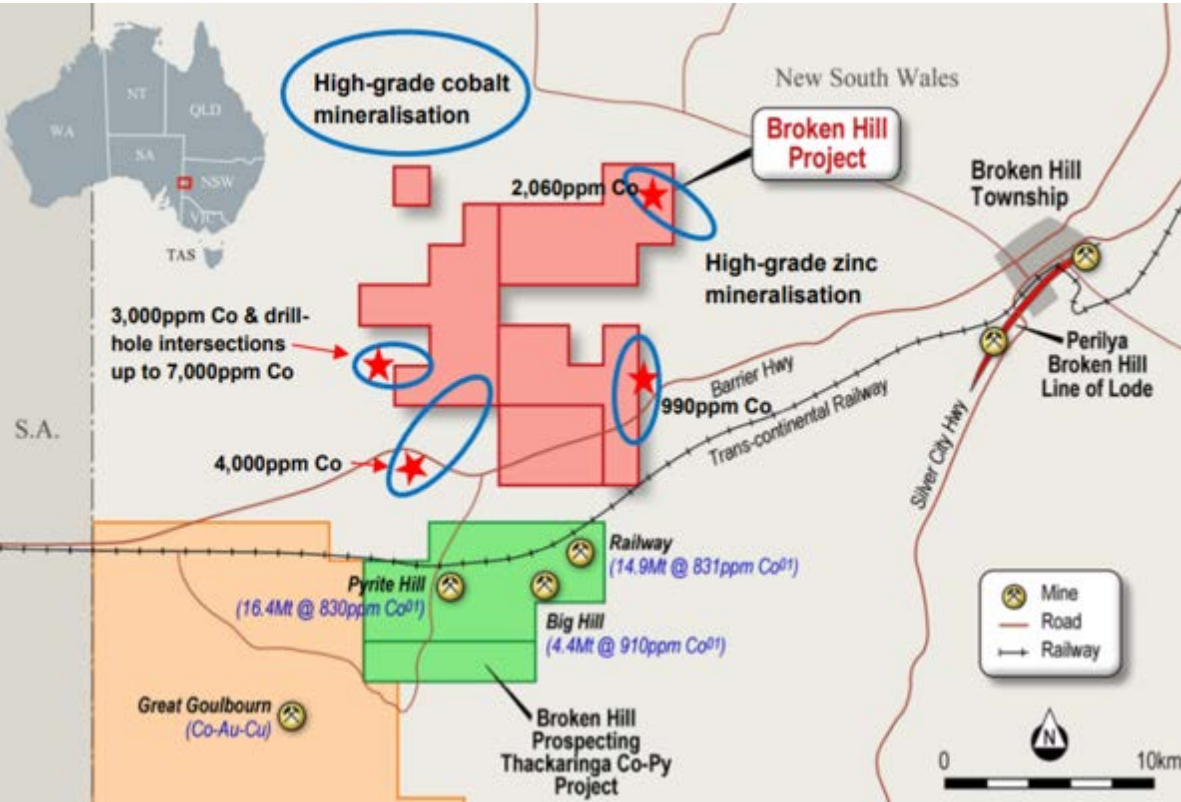 WA
NT
QLD
SA
NSW
VIC
TAS
High-grade cobalt
mineralisation
New South Wales
Broken Hill
Project
Broken Hill
Township
2,060ppm Co
High-grade zinc
mineralisation
3,000ppm Co & drill-
hole intersections
up to 7,000ppm Co
Perilya
Broken Hill
Line of Lode
Barrier Hwy
990ppm Co
Trans-continental Railway
Silver City Hwy
S.A.
4,000ppm Co
Railway
(14.9Mt @ 831ppm Co01)
Pyrite Hill
(16.4Mt @ 830ppm Co01)
Big Hill
(4.4Mt @ 910ppm Co01)
Great Goulbourn
(Co-Au-Cu)
Broken Hill
Prospecting
Thackaringa Co-Py
Project
Mine
Road
Railway
N
0 10km